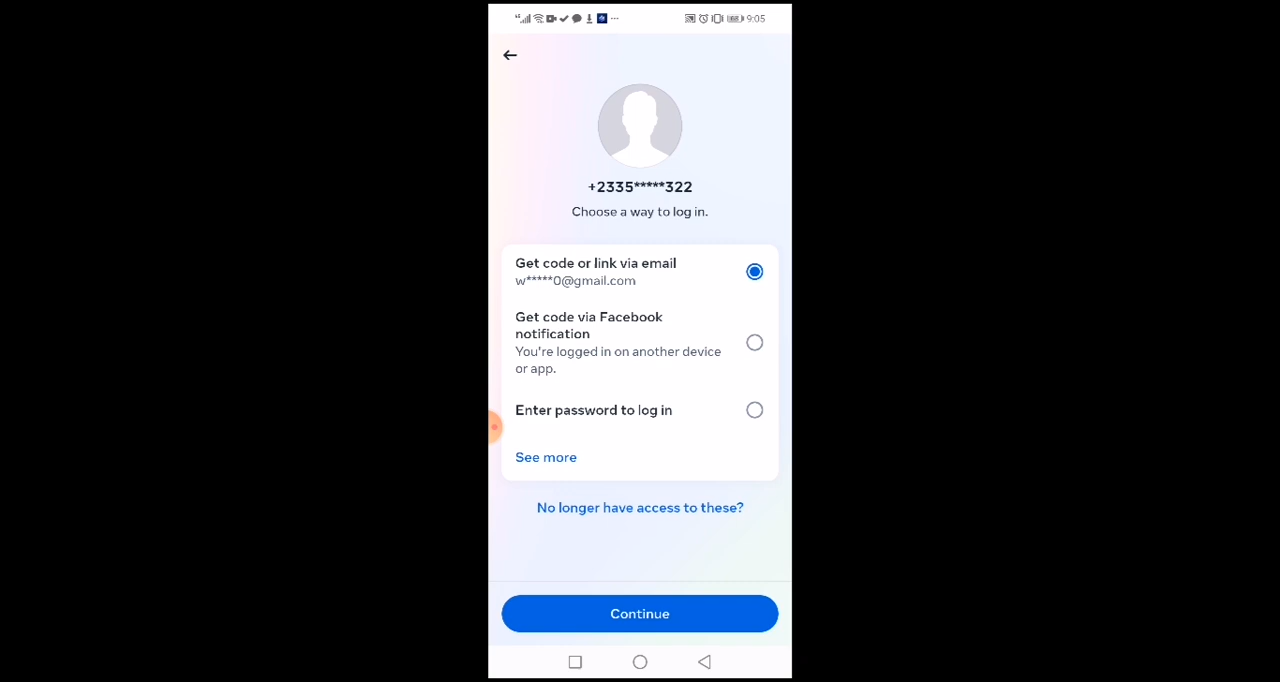 9:05
+2335*****322
Choose a way to log in.
Get code or link via email
w*****0@gmail.com
Get code via Facebook
notification
You're logged in on another device
or app.
Enter password to log in
See more
No longer have access to these?
Continue